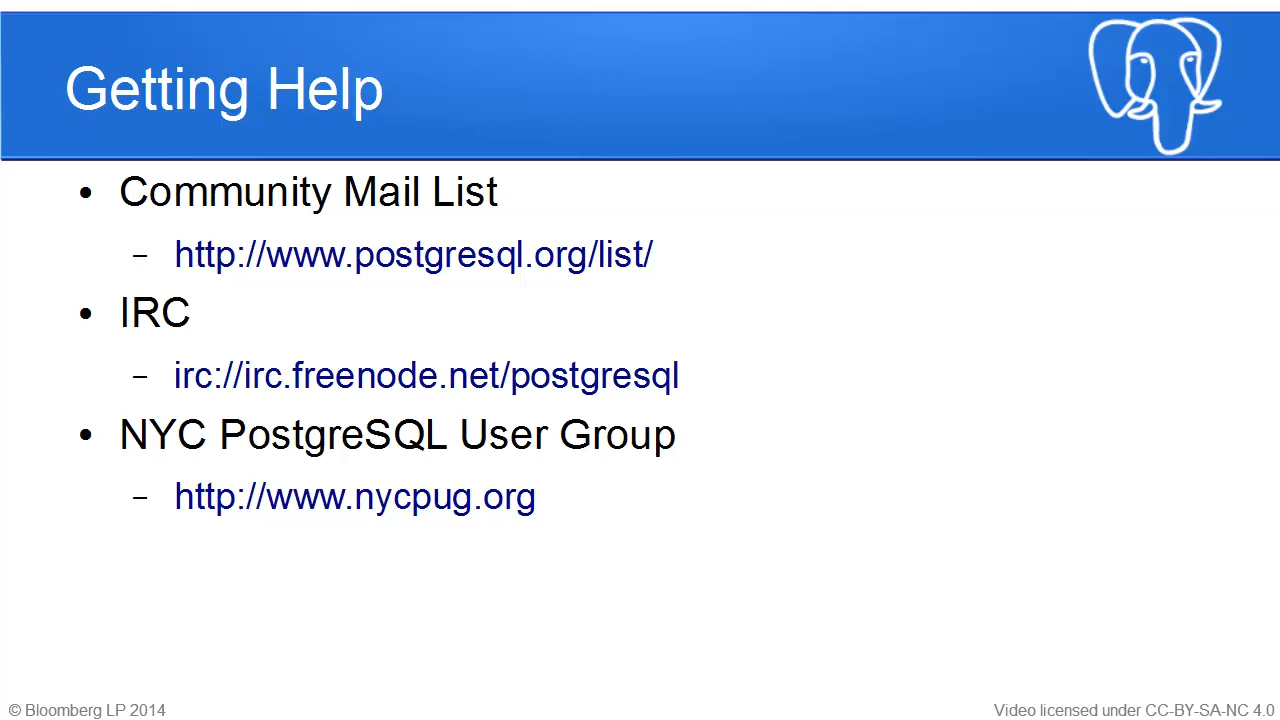 Getting Help
• Community Mail List
– http://www.postgresql.org/list/
• IRC
– irc://irc.freenode.net/postgresql
• NYC PostgreSQL User Group
– http://www.nycpug.org
© Bloomberg LP 2014
Video licensed under CC-BY-SA-NC 4.0